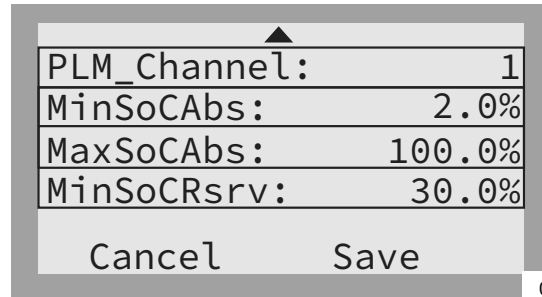 PLM_Channel: 1
MinSoCAbs: 2.0%
MaxSoCAbs: 100.0%
MinSoCRsrv: 30.0%
Cancel Save